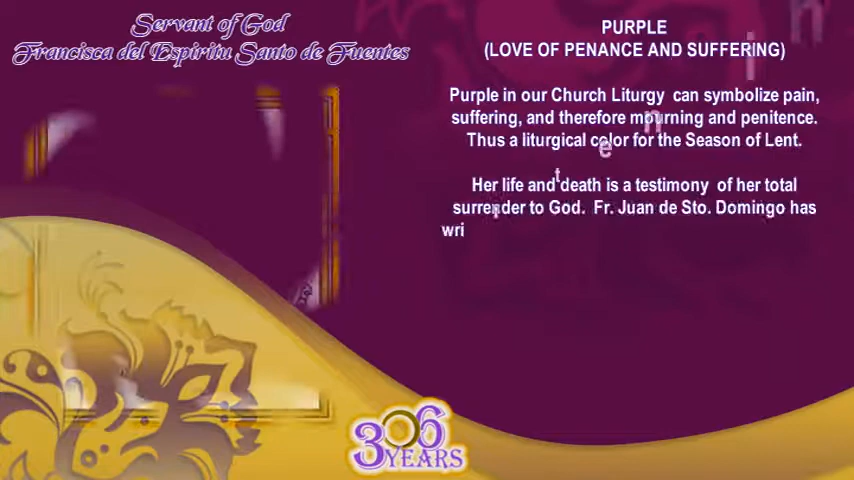 Servant of God
Francisca del Espiritu Santo de Fuentes
PURPLE
(LOVE OF PENANCE AND SUFFERING)
Purple in our Church Liturgy can symbolize pain,
suffering, and therefore mourning and penitence.
Thus a liturgical color for the Season of Lent.
Her life and death is a testimony of her total
surrender to God. Fr. Juan de Sto. Domingo has
wri
t
e
n
i
n
306
YEARS